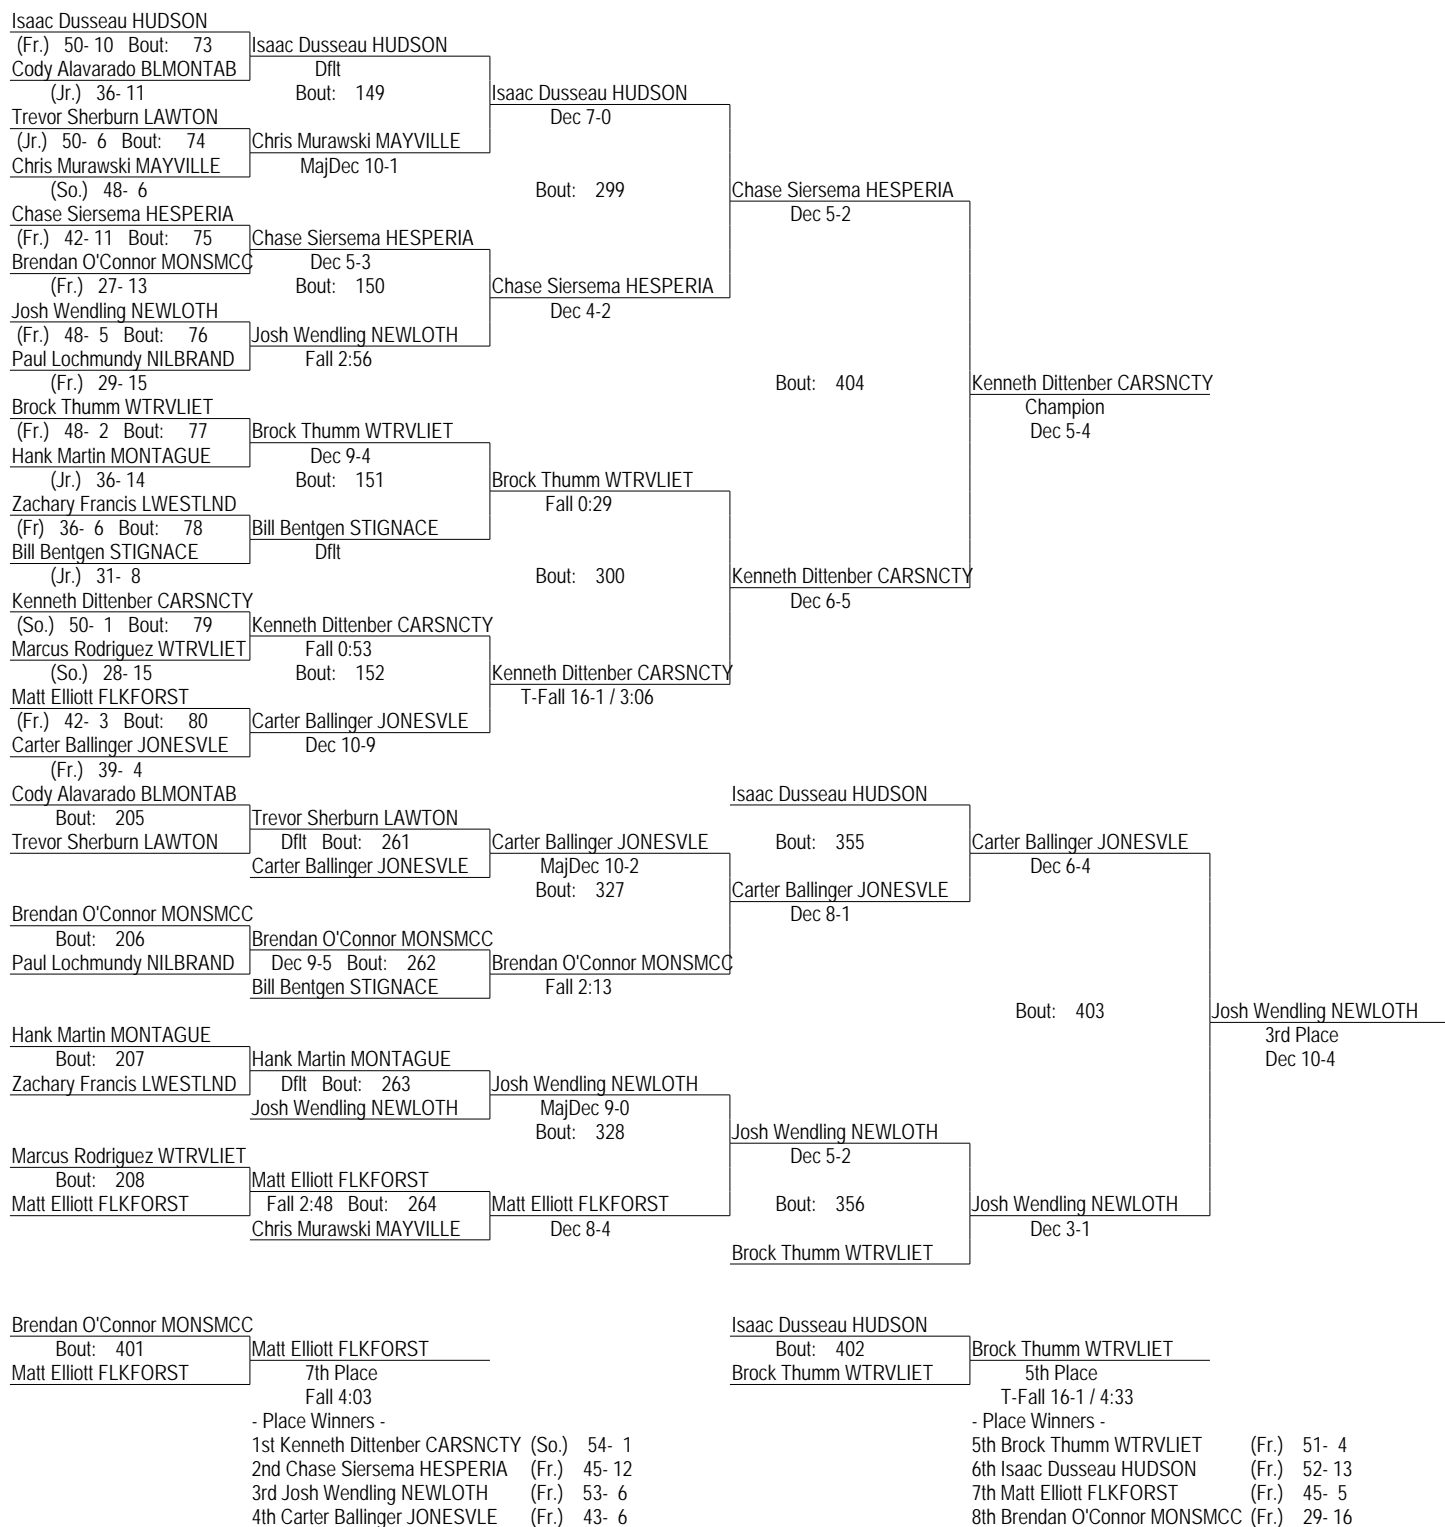 Isaac Dusseau HUDSON
(Fr.) 50- 10 Bout: 73 Isaac Dusseau HUDSON
Cody Alavarado BLMONTAB Dflt
(Jr.) 36- 11 Bout: 149 Isaac Dusseau HUDSON
Trevor Sherburn LAWTON Dec 7-0
(Jr.) 50- 6 Bout: 74 Chris Murawski MAYVILLE
Chris Murawski MAYVILLE MajDec 10-1
(So.) 48- 6 Bout: 299 Chase Siersema HESPERIA
Chase Siersema HESPERIA Dec 5-2
(Fr.) 42- 11 Bout: 75 Chase Siersema HESPERIA
Brendan O'Connor MONSMCC Dec 5-3
(Fr.) 27- 13 Bout: 150 Chase Siersema HESPERIA
Josh Wendling NEWLOTH Dec 4-2
(Fr.) 48- 5 Bout: 76 Josh Wendling NEWLOTH
Paul Lochmundy NILBRAND Fall 2:56
(Fr.) 29- 15 Bout: 404 Kenneth Dittenber CARSNCTY
Brock Thumm WTRVLIET Champion
(Fr.) 48- 2 Bout: 77 Brock Thumm WTRVLIET Dec 5-4
Hank Martin MONTAGUE Dec 9-4
(Jr.) 36- 14 Bout: 151 Brock Thumm WTRVLIET
Zachary Francis LWESTLND Fall 0:29
(Fr) 36- 6 Bout: 78 Bill Bentgen STIGNACE
Bill Bentgen STIGNACE Dflt
(Jr.) 31- 8 Bout: 300 Kenneth Dittenber CARSNCTY
Kenneth Dittenber CARSNCTY Dec 6-5
(So.) 50- 1 Bout: 79 Kenneth Dittenber CARSNCTY
Marcus Rodriguez WTRVLIET Fall 0:53
(So.) 28- 15 Bout: 152 Kenneth Dittenber CARSNCTY
Matt Elliott FLKFORST T-Fall 16-1 / 3:06
(Fr.) 42- 3 Bout: 80 Carter Ballinger JONESVLE
Carter Ballinger JONESVLE Dec 10-9
(Fr.) 39- 4
Cody Alavarado BLMONTAB Isaac Dusseau HUDSON
Bout: 205 Trevor Sherburn LAWTON
Trevor Sherburn LAWTON Dflt Bout: 261 Carter Ballinger JONESVLE Bout: 355 Carter Ballinger JONESVLE
Carter Ballinger JONESVLE MajDec 10-2 Dec 6-4
Bout: 327 Carter Ballinger JONESVLE
Brendan O'Connor MONSMCC Dec 8-1
Bout: 206 Brendan O'Connor MONSMCC
Paul Lochmundy NILBRAND Dec 9-5 Bout: 262 Brendan O'Connor MONSMCC
Bill Bentgen STIGNACE Fall 2:13
Bout: 403 Josh Wendling NEWLOTH
Hank Martin MONTAGUE 3rd Place
Bout: 207 Hank Martin MONTAGUE Dec 10-4
Zachary Francis LWESTLND Dflt Bout: 263 Josh Wendling NEWLOTH
Josh Wendling NEWLOTH MajDec 9-0
Bout: 328 Josh Wendling NEWLOTH
Marcus Rodriguez WTRVLIET Dec 5-2
Bout: 208 Matt Elliott FLKFORST
Matt Elliott FLKFORST Fall 2:48 Bout: 264 Matt Elliott FLKFORST Bout: 356 Josh Wendling NEWLOTH
Chris Murawski MAYVILLE Dec 8-4 Dec 3-1
Brock Thumm WTRVLIET
Brendan O'Connor MONSMCC Isaac Dusseau HUDSON
Bout: 401 Matt Elliott FLKFORST Bout: 402 Brock Thumm WTRVLIET
Matt Elliott FLKFORST 7th Place Brock Thumm WTRVLIET 5th Place
Fall 4:03 T-Fall 16-1 / 4:33
- Place Winners - - Place Winners -
1st Kenneth Dittenber CARSNCTY (So.) 54- 1 5th Brock Thumm WTRVLIET (Fr.) 51- 4
2nd Chase Siersema HESPERIA (Fr.) 45- 12 6th Isaac Dusseau HUDSON (Fr.) 52- 13
3rd Josh Wendling NEWLOTH (Fr.) 53- 6 7th Matt Elliott FLKFORST (Fr.) 45- 5
4th Carter Ballinger JONESVLE (Fr.) 43- 6 8th Brendan O'Connor MONSMCC (Fr.) 29- 16